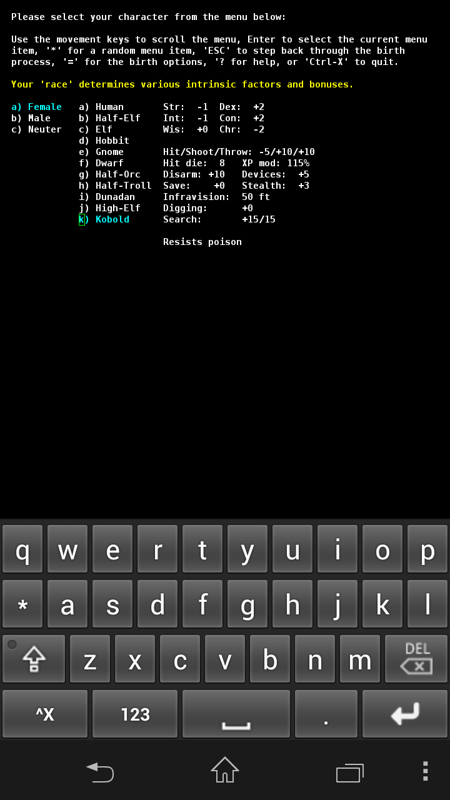 Please select your character from the menu below:
Use the movement keys to scroll the menu, Enter to select the current menu
item, '*' for a random menu item, 'ESC' to step back through the birth
process, '=' for the birth options, '? for help, or 'Ctrl-X' to quit.
Your 'race' determines various intrinsic factors and bonuses.
a) Female a) Human Str: -1 Dex: +2
b) Male b) Half-Elf Int: -1 Con: +2
c) Neuter c) Elf Wis: +0 Chr: -2
d) Hobbit
e) Gnome Hit/Shoot/Throw: -5/+10/+10
f) Dwarf Hit die: 8 XP mod: 115%
g) Half-Orc Disarm: +10 Devices: +5
h) Half-Troll Save: +0 Stealth: +3
i) Dunadan Infravision: 50 ft
j) High-Elf Digging: +0
k) Kobold Search: +15/15
Resists poison
q w e r t y u i o p
* a s d f g h j k l
z x c v b n m DEL
^X 123 .